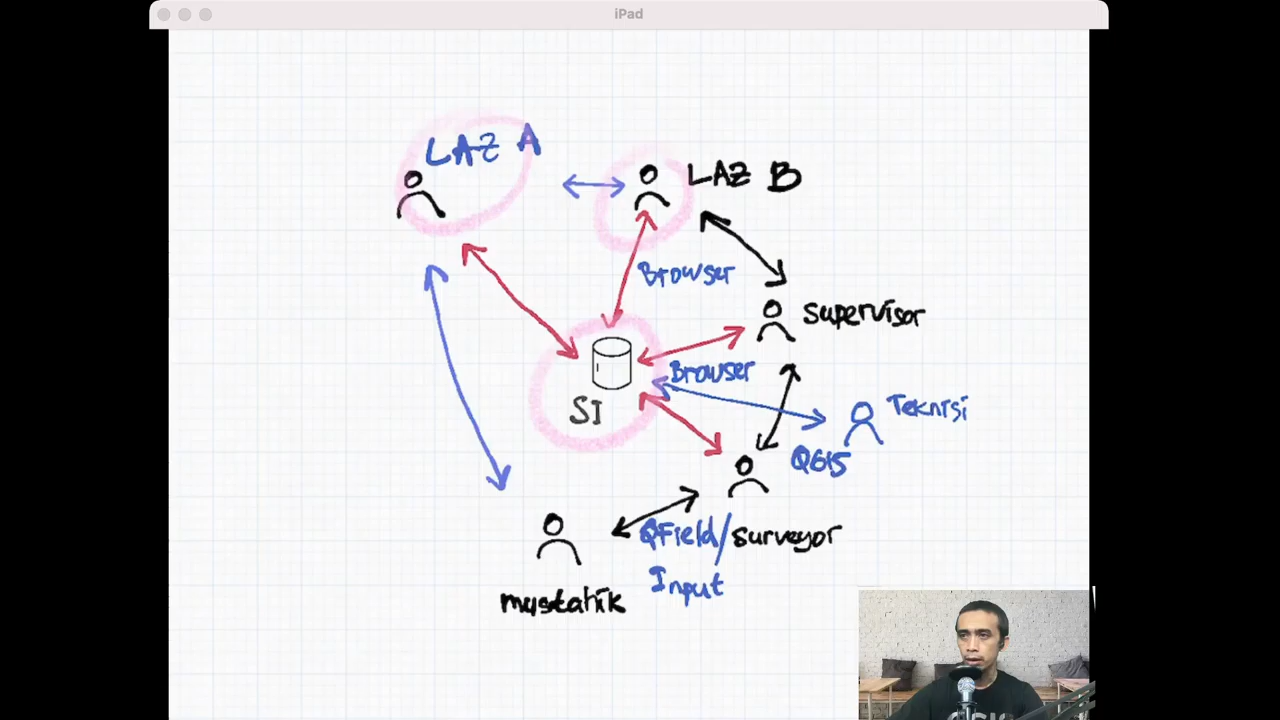 iPad
LAZ A
LAZ B
Browser
supervisor
Browser
SI
Teknisi
QGIS
QField/surveyor
Input
mustahik